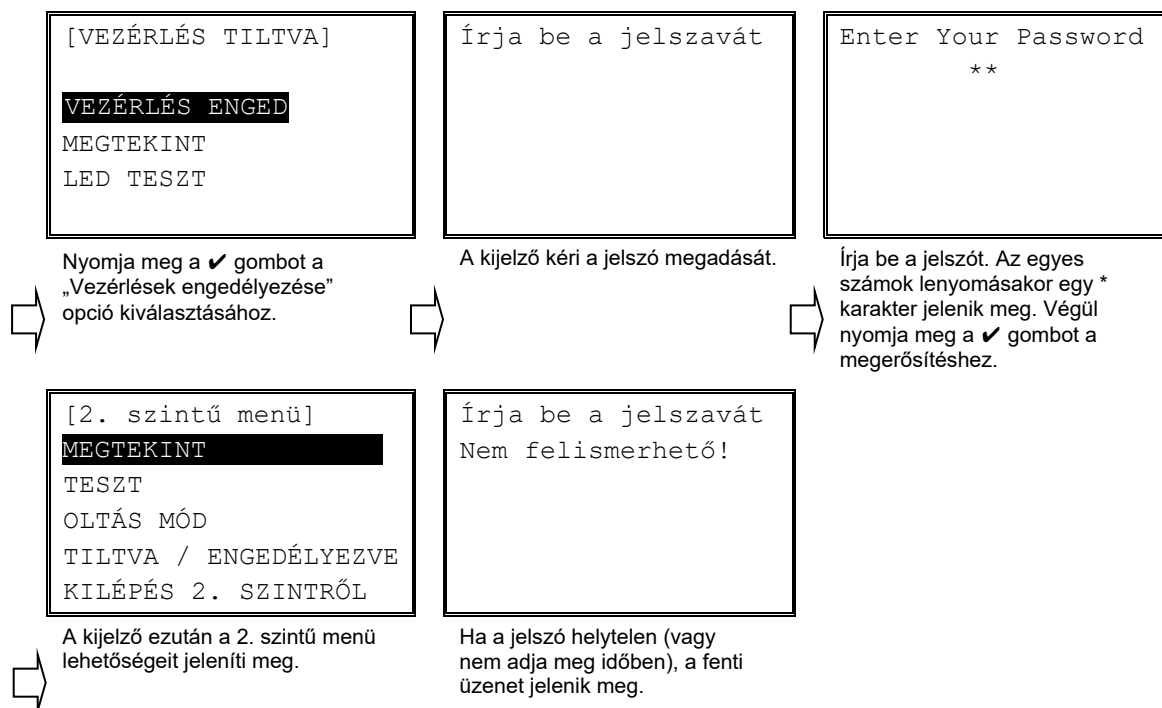 [VEZÉRLÉS TILTVA]
VEZÉRLÉS ENGED
MEGTEKINT
LED TESZT
Nyomja meg a ✔ gombot a
„Vezérlések engedélyezése”
opció kiválasztásához.
Írja be a jelszavát
A kijelző kéri a jelszó megadását.
Enter Your Password
**
Írja be a jelszót. Az egyes
számok lenyomásakor egy *
karakter jelenik meg. Végül
nyomja meg a ✔ gombot a
megerősítéshez.
[2. szintű menü]
MEGTEKINT
TESZT
OLTÁS MÓD
TILTVA / ENGEDÉLYEZVE
KILÉPÉS 2. SZINTRŐL
A kijelző ezután a 2. szintű menü
lehetőségeit jeleníti meg.
Írja be a jelszavát
Nem felismerhető!
Ha a jelszó helytelen (vagy
nem adja meg időben), a fenti
üzenet jelenik meg.